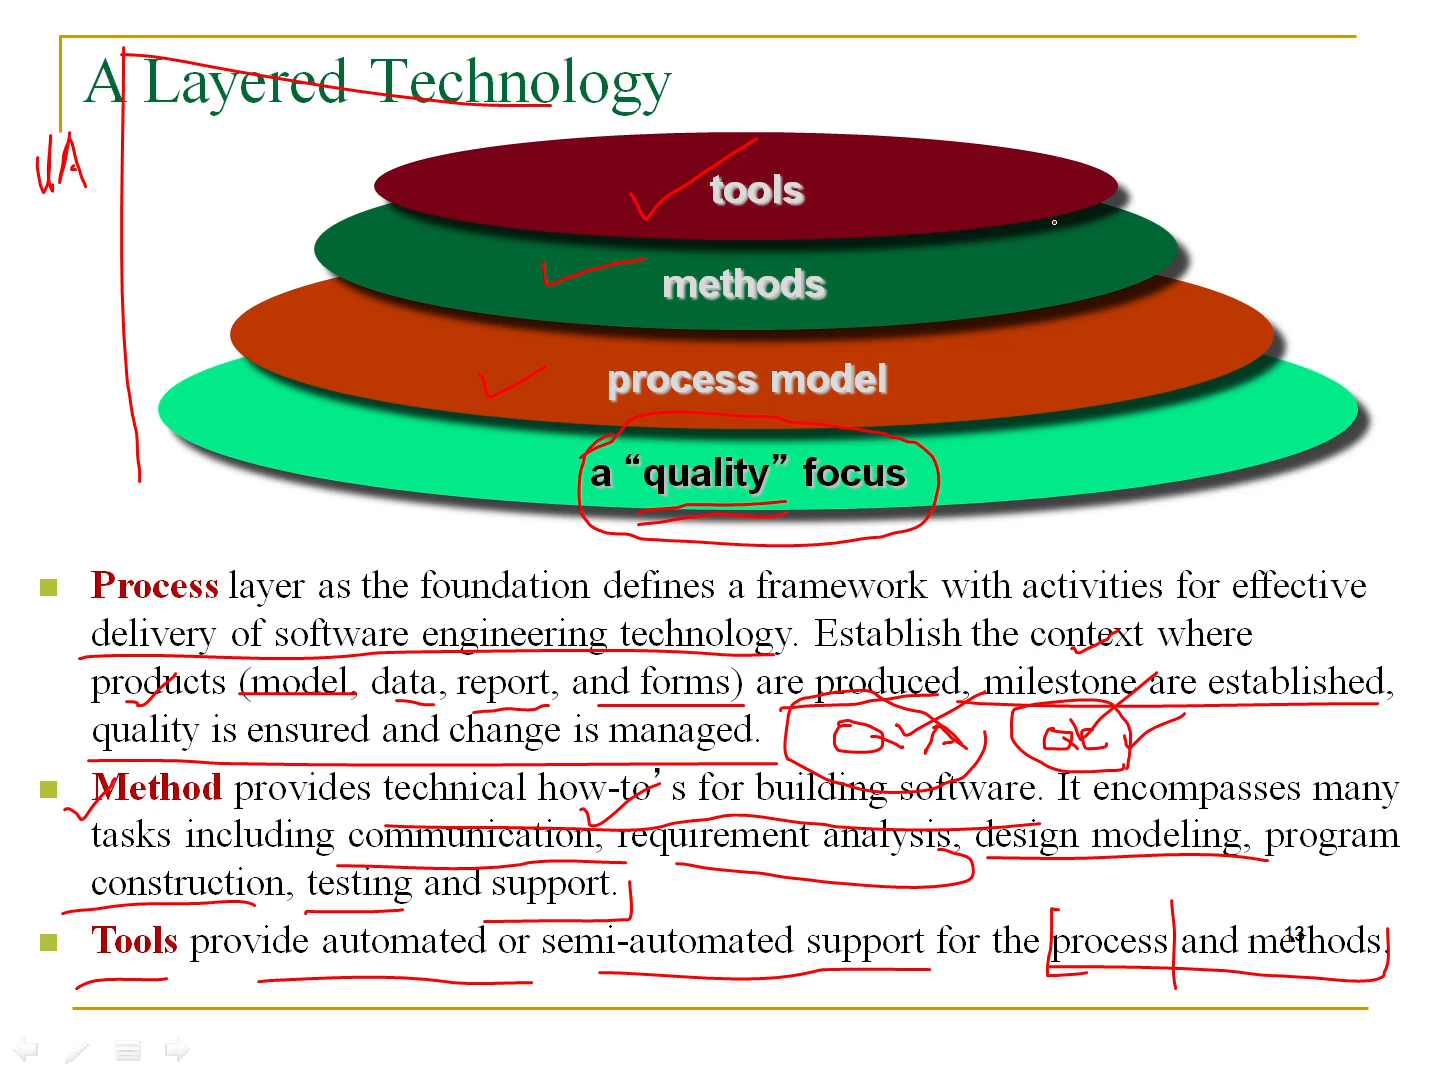 A Layered Technology
tools
methods
process model
a “quality” focus
Process layer as the foundation defines a framework with activities for effective
delivery of software engineering technology. Establish the context where
products (model, data, report, and forms) are produced, milestone are established,
quality is ensured and change is managed.
QA QC
Method provides technical how-to’s for building software. It encompasses many
tasks including communication, requirement analysis, design modeling, program
construction, testing and support.
Tools provide automated or semi-automated support for the process and methods.
13